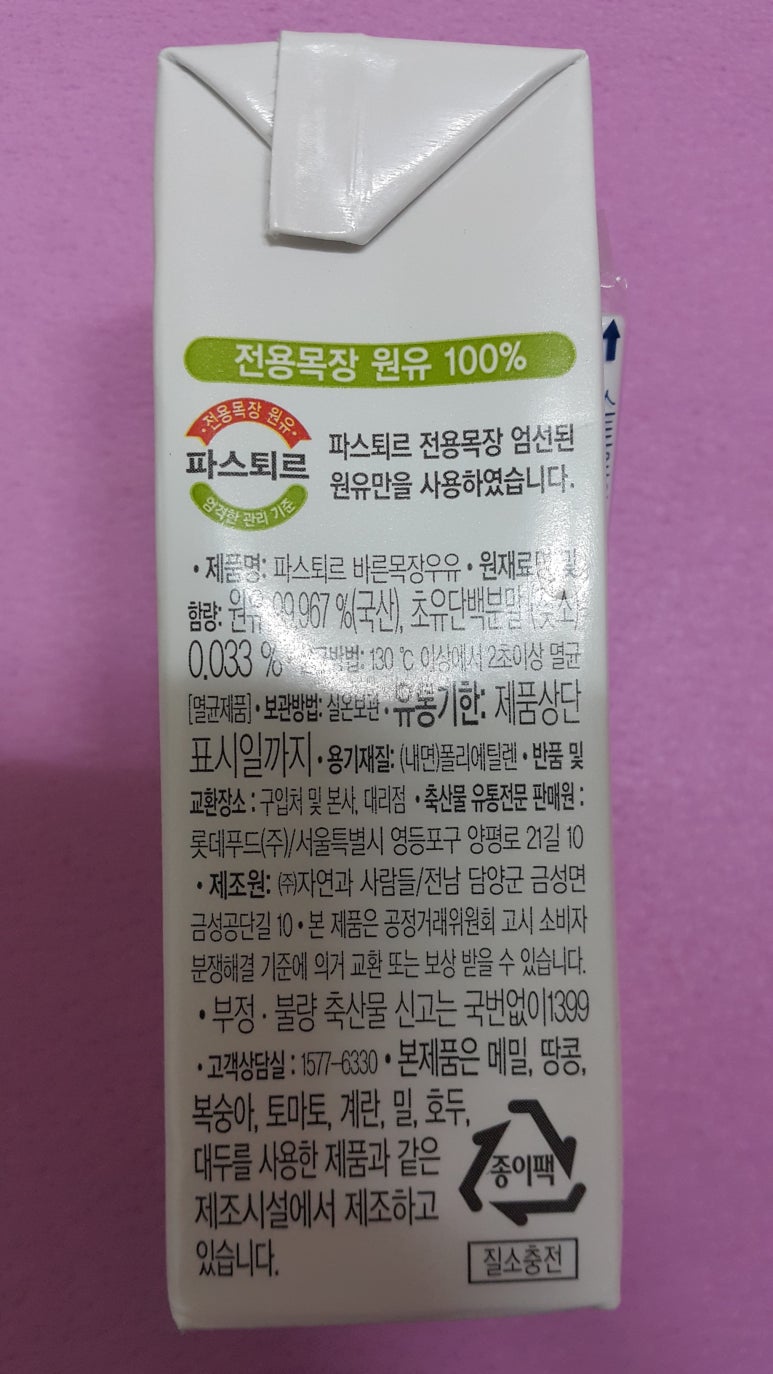 전용목장 원유 100%
·전용목장 원유·
파스퇴르
엄격한 관리 기준
파스퇴르 전용목장 엄선된
원유만을 사용하였습니다.
• 제품명: 파스퇴르 바른목장우유 • 원재료명 및
함량: 원유 99.967 %(국산), 초유단백분말
0.033 % 130 ℃ 이상에서 2초이상 멸균
[멸균제품] • 보관방법: 실온보관 • 유통기한: 제품상단
표시일까지 • 용기재질: (내면)폴리에틸렌 • 반품 및
교환장소 : 구입처 및 본사, 대리점 • 축산물 유통전문 판매원 :
롯데푸드(주)/서울특별시 영등포구 양평로 21길 10
• 제조원: ㈜자연과 사람들/전남 담양군 금성면
금성공단길 10 • 본 제품은 공정거래위원회 고시 소비자
분쟁해결 기준에 의거 교환 또는 보상 받을 수 있습니다.
• 부정 · 불량 축산물 신고는 국번없이1399
• 고객상담실 : 1577-6330 • 본제품은 메밀, 땅콩,
복숭아, 토마토, 계란, 밀, 호두,
대두를 사용한 제품과 같은
제조시설에서 제조하고
있습니다.
종이팩
질소충전